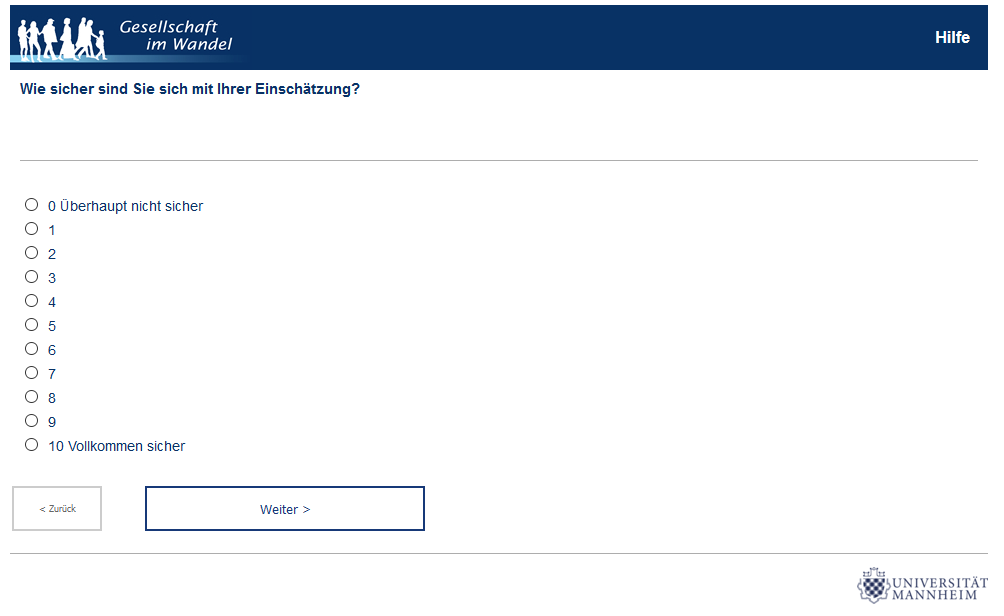 Gesellschaft
im Wandel
Hilfe
Wie sicher sind Sie sich mit Ihrer Einschätzung?
0 Überhaupt nicht sicher
1
2
3
4
5
6
7
8
9
10 Vollkommen sicher
< Zurück
Weiter >
UNIVERSITÄT
MANNHEIM